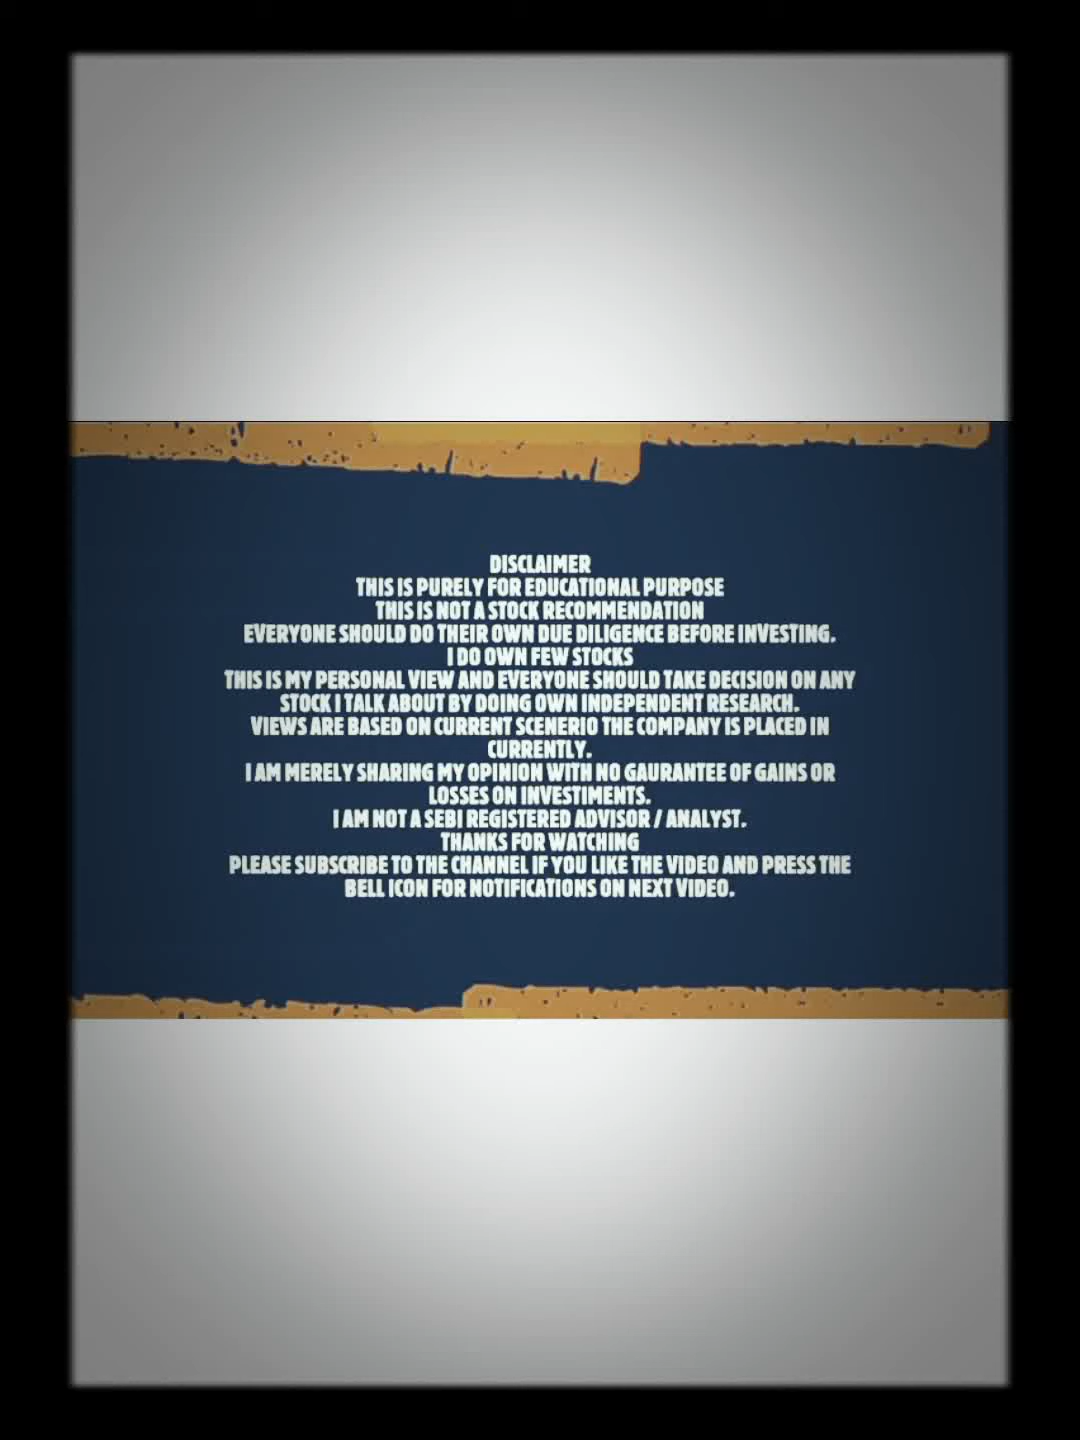 DISCLAIMER
THIS IS PURELY FOR EDUCATIONAL PURPOSE
THIS IS NOT A STOCK RECOMMENDATION
EVERYONE SHOULD DO THEIR OWN DUE DILIGENCE BEFORE INVESTING.
I DO OWN FEW STOCKS
THIS IS MY PERSONAL VIEW AND EVERYONE SHOULD TAKE DECISION ON ANY
STOCK I TALK ABOUT BY DOING OWN INDEPENDENT RESEARCH.
VIEWS ARE BASED ON CURRENT SCENERIO THE COMPANY IS PLACED IN
CURRENTLY.
I AM MERELY SHARING MY OPINION WITH NO GAURANTEE OF GAINS OR
LOSSES ON INVESTIMENTS.
I AM NOT A SEBI REGISTERED ADVISOR / ANALYST.
THANKS FOR WATCHING
PLEASE SUBSCRIBE TO THE CHANNEL IF YOU LIKE THE VIDEO AND PRESS THE
BELL ICON FOR NOTIFICATIONS ON NEXT VIDEO.